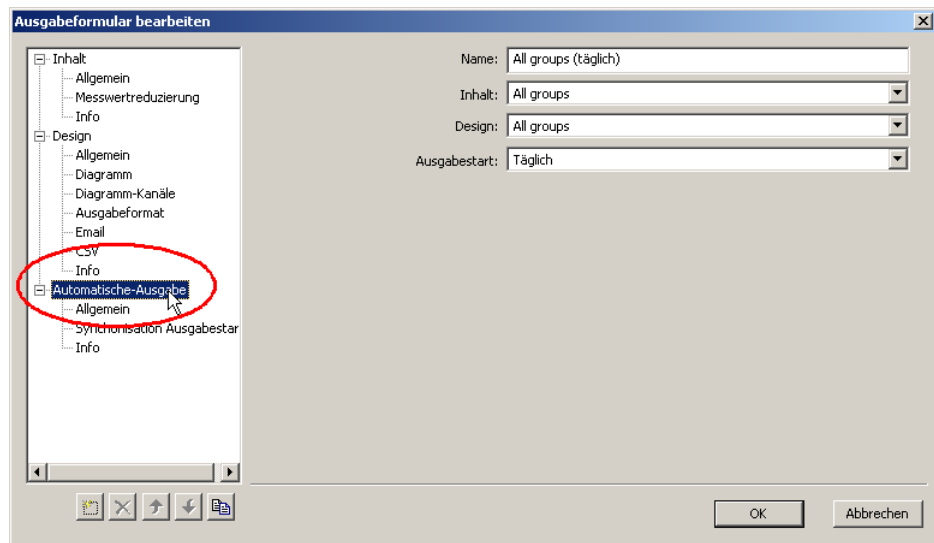 Ausgabeformular bearbeiten
Inhalt
Allgemein
Messwertreduzierung
Info
Design
Allgemein
Diagramm
Diagramm-Kanäle
Ausgabeformat
Email
CSV
Info
Automatische-Ausgabe
Allgemein
Synchonisation Ausgabestar
Info
Name: All groups (täglich)
Inhalt: All groups
Design: All groups
Ausgabestart: Täglich
OK Abbrechen